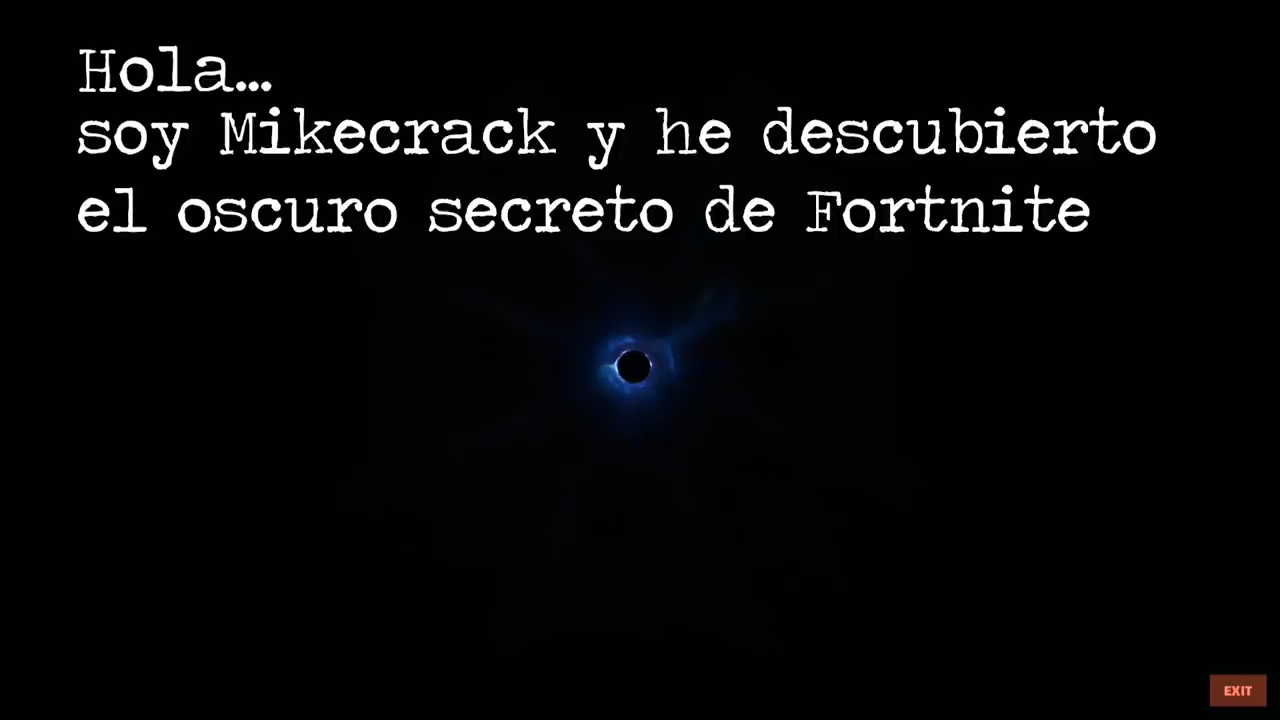 Hola...
soy Mikecrack y he descubierto
el oscuro secreto de Fortnite
EXIT